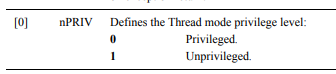 [0] nPRIV Defines the Thread mode privilege level:
0 Privileged.
1 Unprivileged.